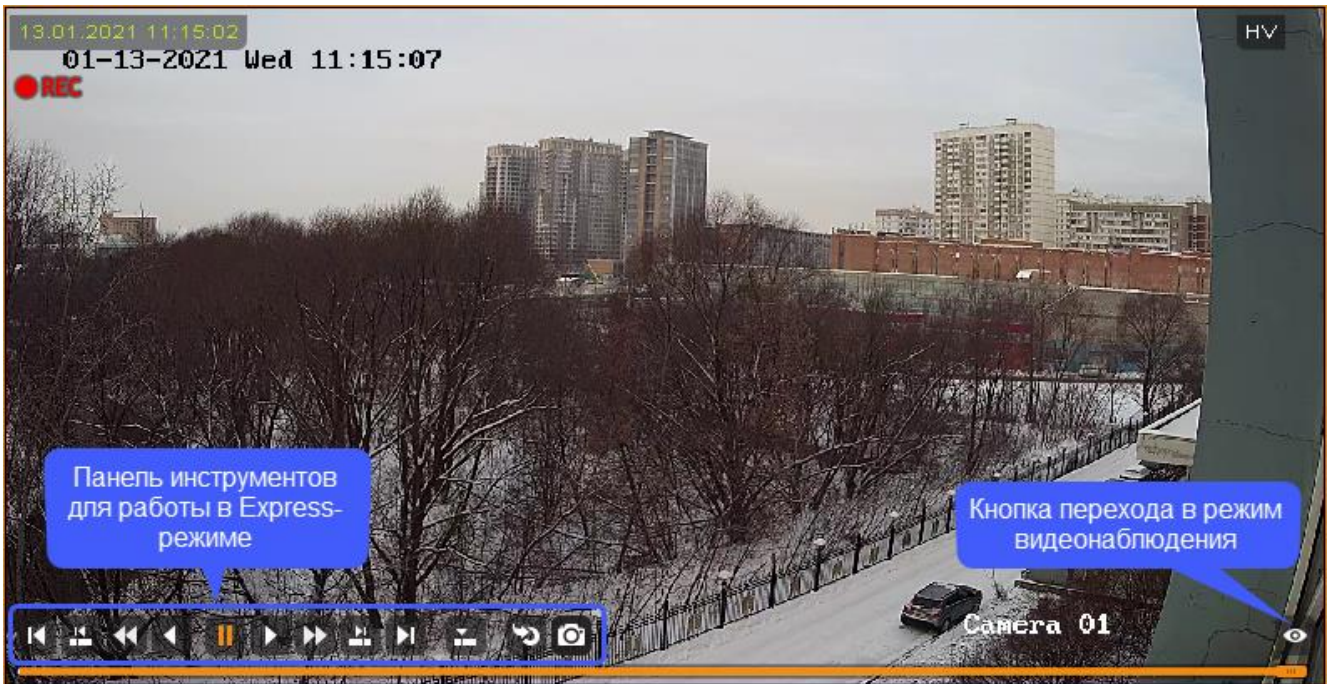 13.01.2021 11:15:02
HV
01-13-2021 Wed 11:15:07
REC
Панель инструментов
для работы в Express-
режиме
Кнопка перехода в режим
видеонаблюдения
Camera 01